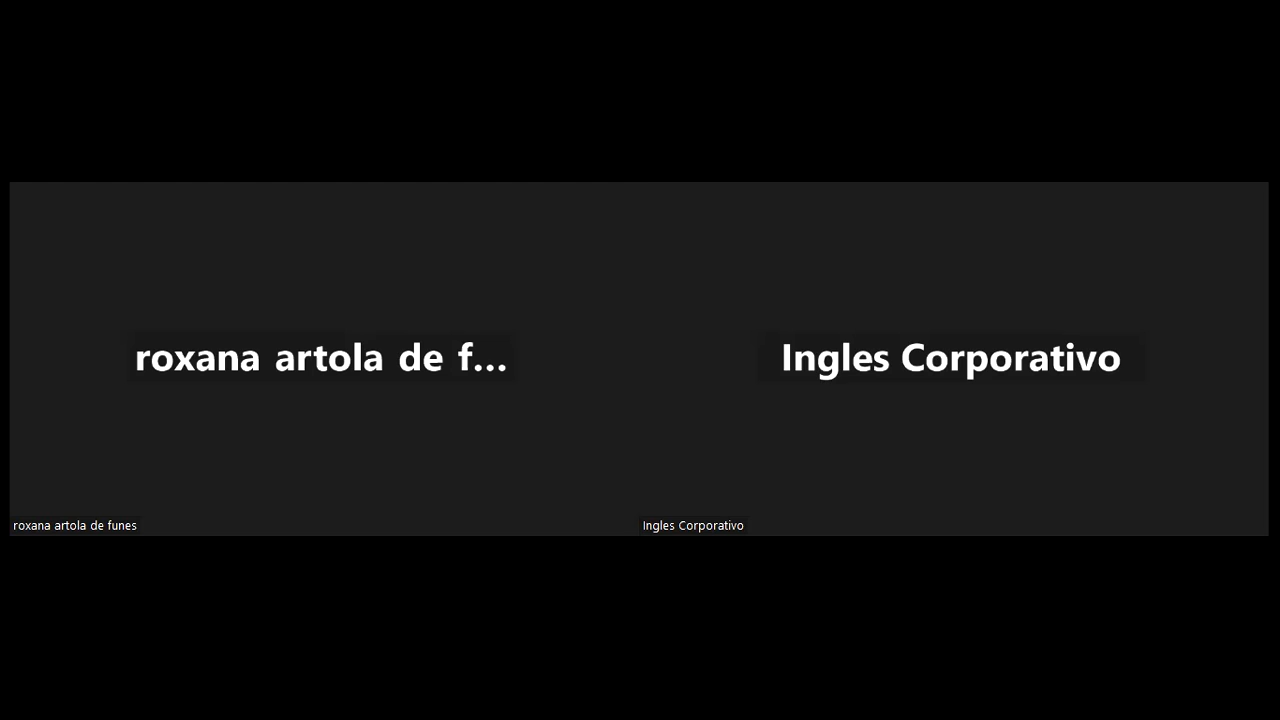 roxana artola de f...
Ingles Corporativo
roxana artola de funes
Ingles Corporativo